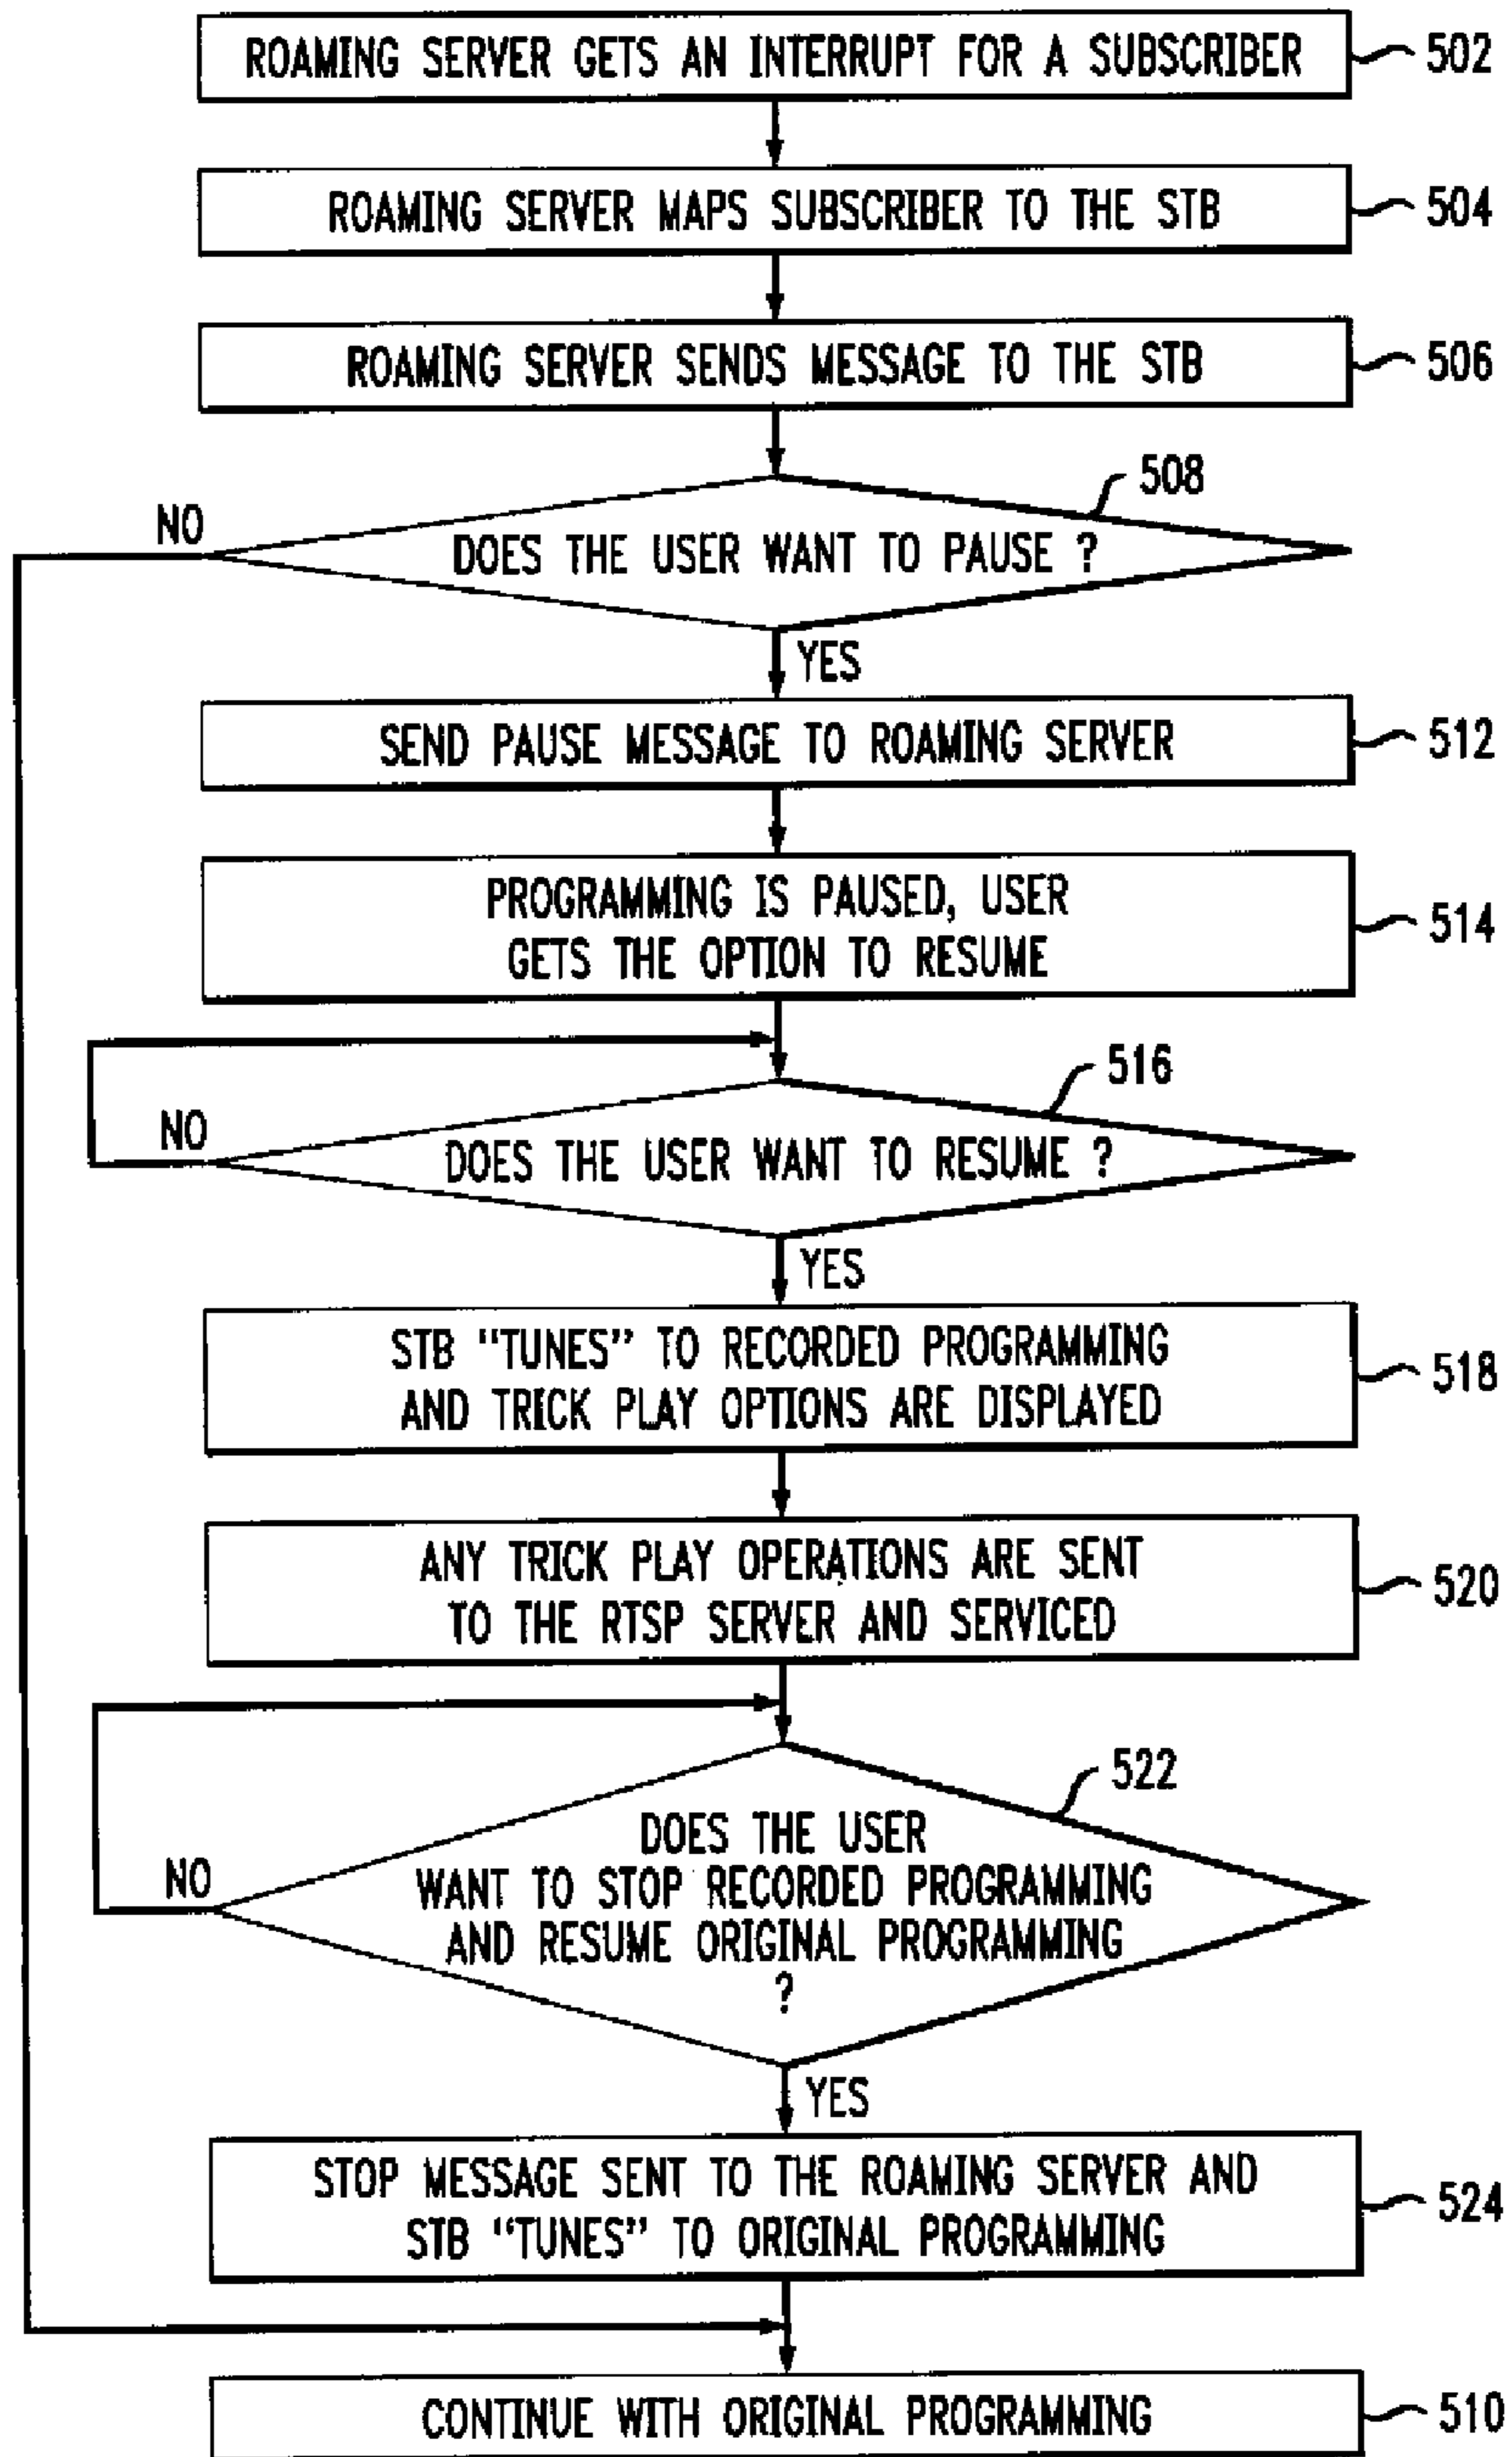 ROAMING SERVER GETS AN INTERRUPT FOR A SUBSCRIBER
502
ROAMING SERVER MAPS SUBSCRIBER TO THE STB
504
ROAMING SERVER SENDS MESSAGE TO THE STB
506
508
NO
DOES THE USER WANT TO PAUSE ?
YES
SEND PAUSE MESSAGE TO ROAMING SERVER
512
PROGRAMMING IS PAUSED, USER
GETS THE OPTION TO RESUME
514
516
NO
DOES THE USER WANT TO RESUME ?
YES
STB "TUNES" TO RECORDED PROGRAMMING
AND TRICK PLAY OPTIONS ARE DISPLAYED
518
ANY TRICK PLAY OPERATIONS ARE SENT
TO THE RTSP SERVER AND SERVICED
520
522
NO
DOES THE USER
WANT TO STOP RECORDED PROGRAMMING
AND RESUME ORIGINAL PROGRAMMING
?
YES
STOP MESSAGE SENT TO THE ROAMING SERVER AND
STB "TUNES" TO ORIGINAL PROGRAMMING
524
CONTINUE WITH ORIGINAL PROGRAMMING
510